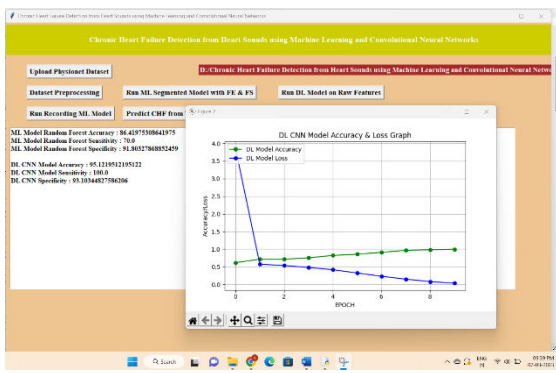 Chronic Heart Failure Detection from Heart Sounds using Machine Learning and Convolutional Neural Networks
Chronic Heart Failure Detection from Heart Sounds using Machine Learning and Convolutional Neural Networks
Upload Physionet Dataset
D:/Chronic Heart Failure Detection from Heart Sounds using Machine Learning and Convolutional Neural Netwo
Dataset Preprocessing
Run ML Segmented Model with FE & FS
Run DL Model on Raw Features
Run Recording ML Model
Predict CHF from
ML Model Random Forest Accuracy : 86.41975308641975
ML Model Random Forest Sensitivity : 70.0
ML Model Random Forest Specificity : 91.80327868852459
DL CNN Model Accuracy : 95.1219512195122
DL CNN Model Sensitivity : 100.0
DL CNN Specificity : 93.10344827586206
DL CNN Model Accuracy & Loss Graph
DL Model Accuracy
DL Model Loss
Accuracy/Loss
4.0
3.5
3.0
2.5
2.0
1.5
1.0
0.5
0.0
0 2 4 6 8
EPOCH
Search
ENG
IN